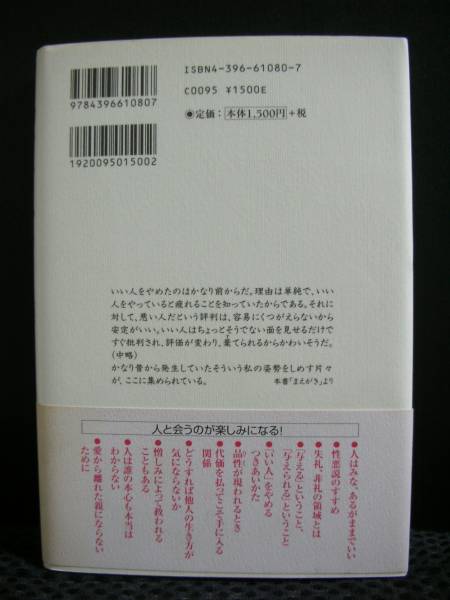 ISBN4-396-61080-7
9784396610807
C0095 ¥1500E
●定価：本体1,500円+税
1920095015002
いい人をやめたのはかなり前からだ。理由は単純で、いい
人をやっていると疲れることを知っていたからである。それに
対して、悪い人だという評判は、容易にくつがえらないから
安定がいい。いい人はちょっとそうでない面を見せるだけで
すぐ批判され、評価が変わり、棄てられるからかわいそうだ。
(中略)
かなり昔から発生していたそういう私の姿勢をしめす片々
が、ここに集められている。
本書「まえがき」より
人と会うのが楽しみになる!
●人はみな、あるがままでいい
●性悪説のすすめ
●失礼、非礼の領域とは
●「与える」ということ、
「与えられる」ということ
●「いい人」をやめる
つきあいかた
●品性が現われるとき
●代価を払ってこそ手に入る
関係
●どうすれば他人の生き方が
気にならないか
●憎しみによって救われる
こともある
●人は誰の本心も本当は
わからない
●愛から離れた親にならない
ために